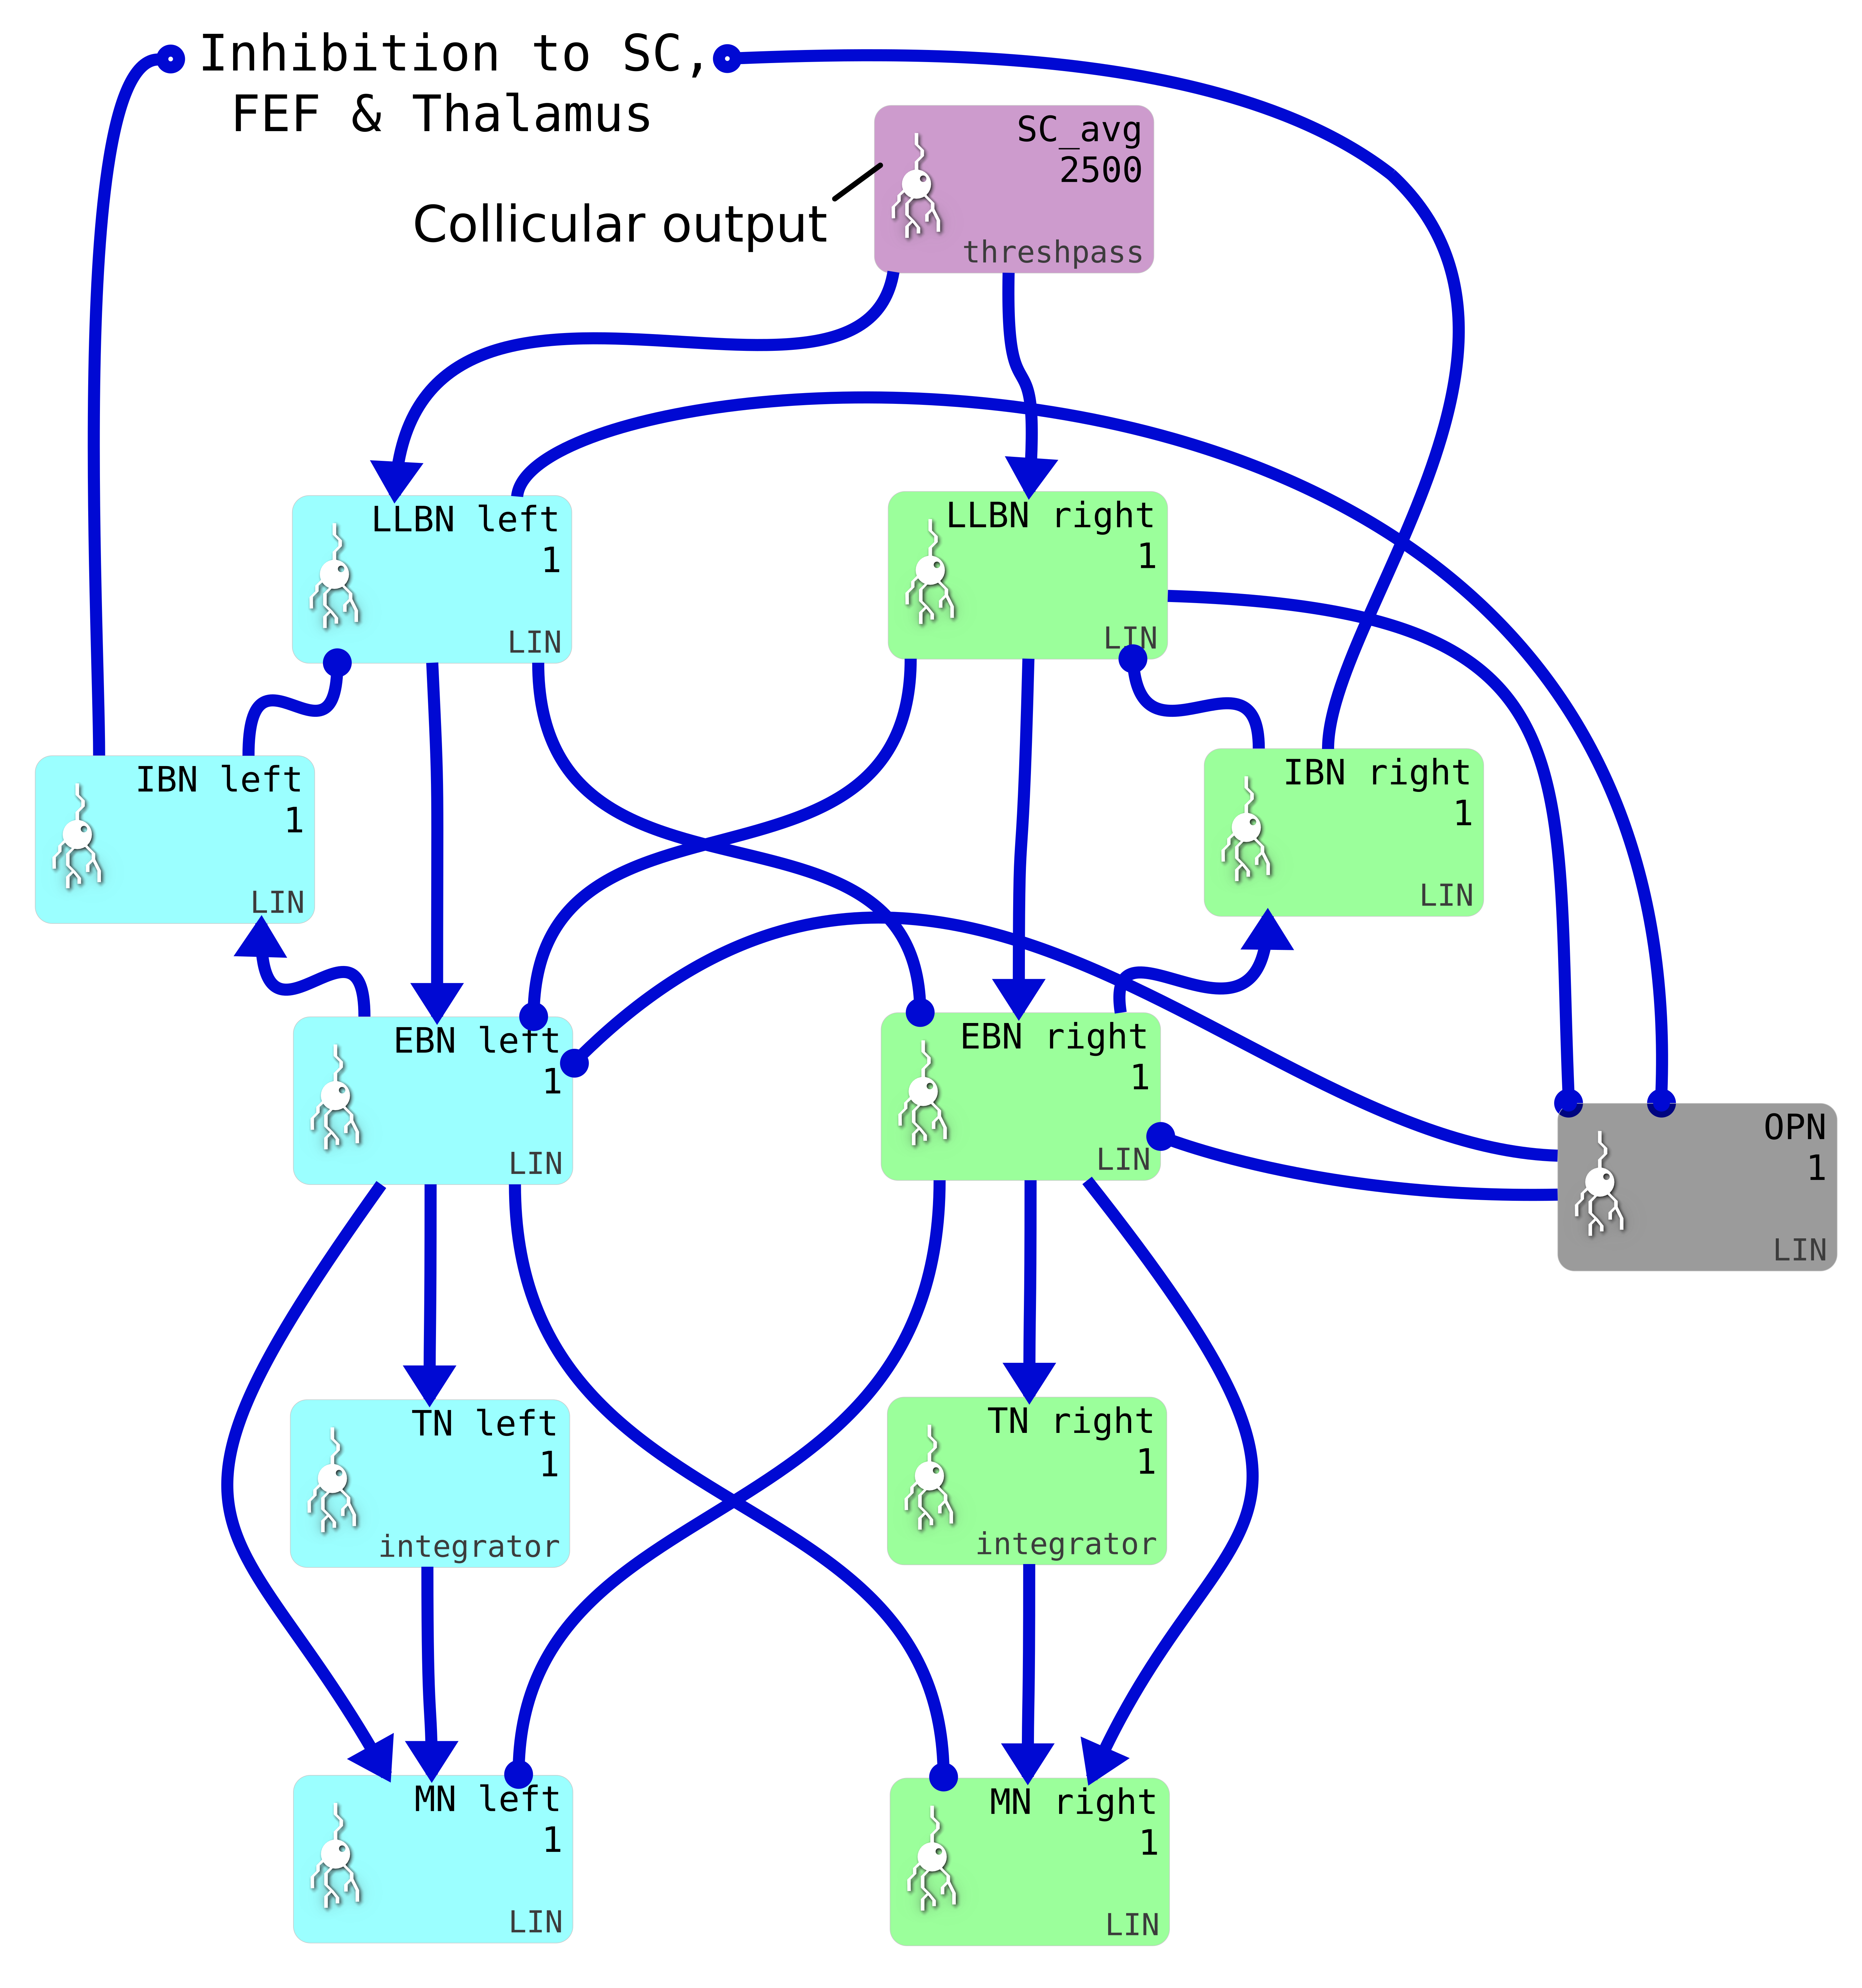 Inhibition to SC,
FEF & Thalamus
SC_avg
2500
threshpass
Collicular output
LLBN left
1
LIN
LLBN right
1
LIN
IBN left
1
LIN
IBN right
1
LIN
EBN left
1
LIN
EBN right
1
LIN
OPN
1
LIN
TN left
1
integrator
TN right
1
integrator
MN left
1
LIN
MN right
1
LIN